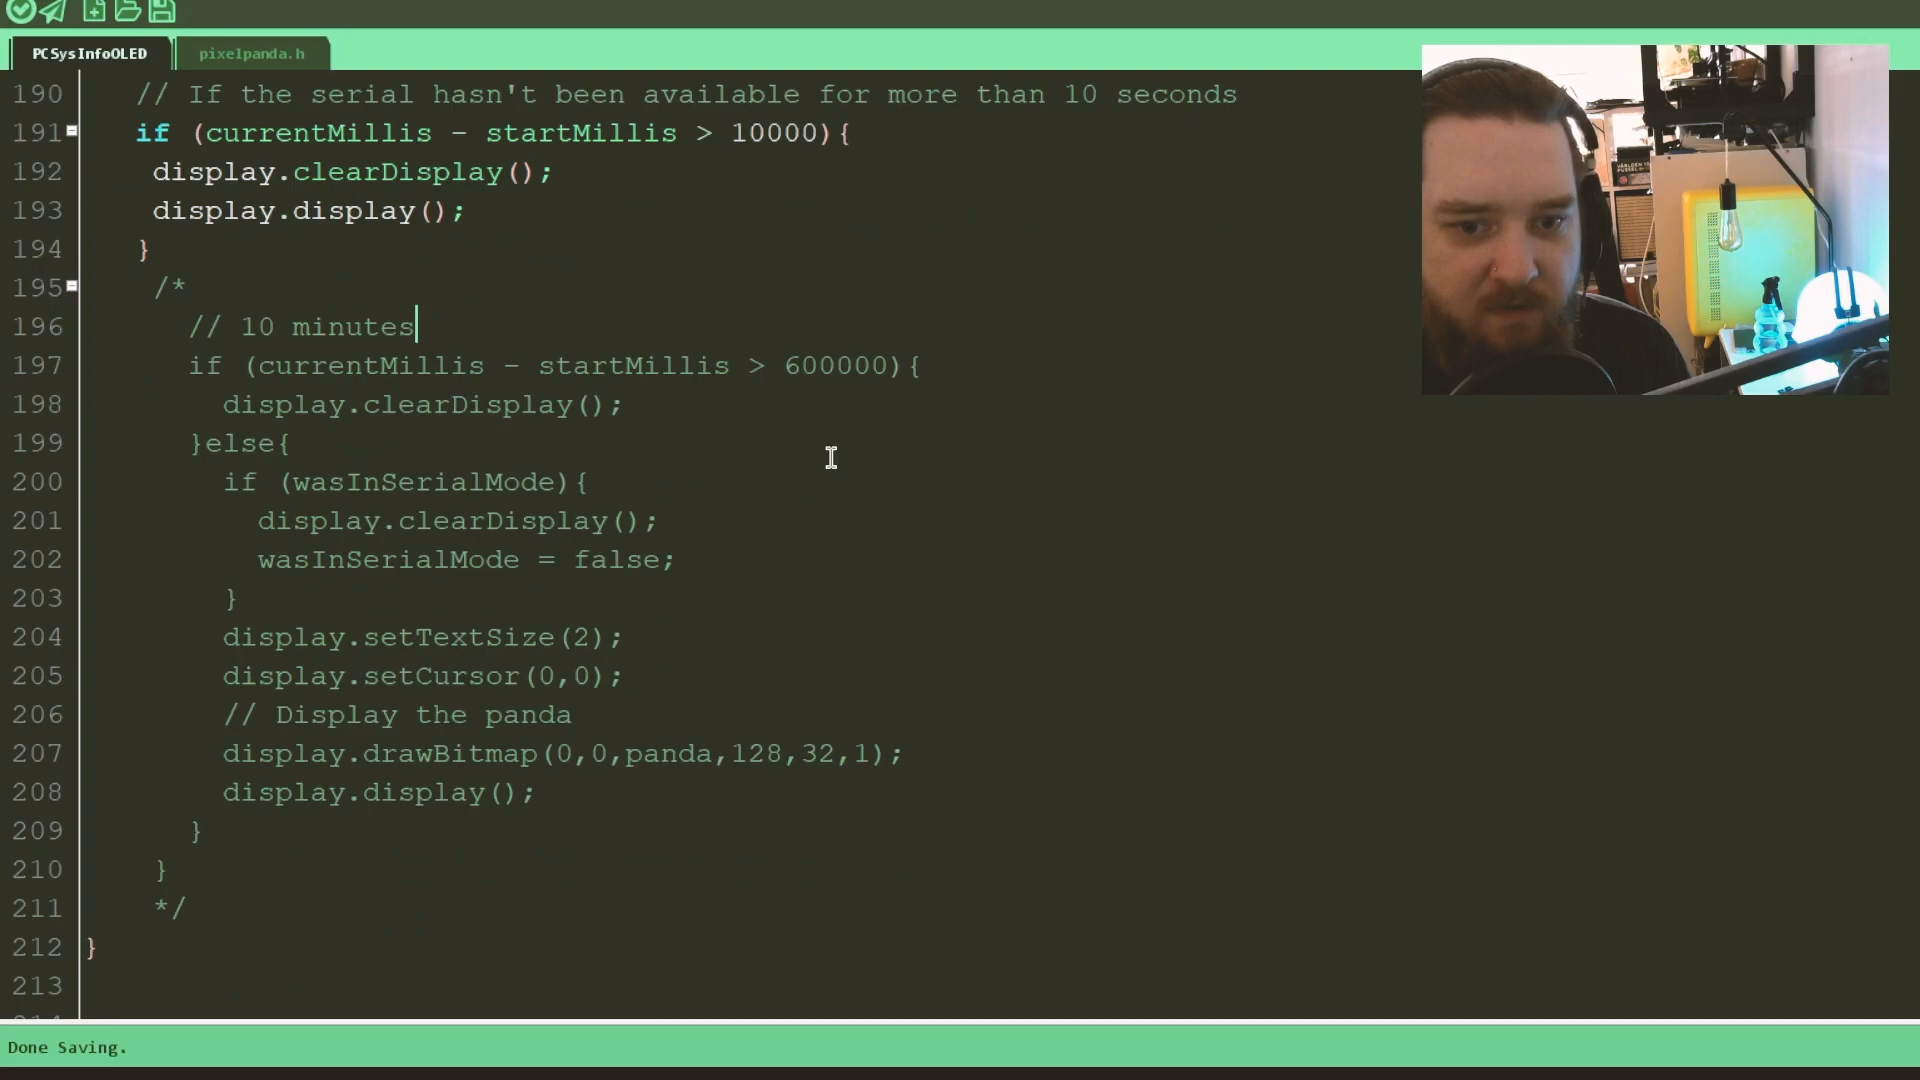 PCSysInfoOLED
pixelpanda.h
190 // If the serial hasn't been available for more than 10 seconds
191 if (currentMillis - startMillis > 10000){
192 display.clearDisplay();
193 display.display();
194 }
195 /*
196 // 10 minutes
197 if (currentMillis - startMillis > 600000){
198 display.clearDisplay();
199 }else{
200 if (wasInSerialMode){
201 display.clearDisplay();
202 wasInSerialMode = false;
203 }
204 display.setTextSize(2);
205 display.setCursor(0,0);
206 // Display the panda
207 display.drawBitmap(0,0,panda,128,32,1);
208 display.display();
209 }
210 }
211 */
212 }
213
Done Saving.